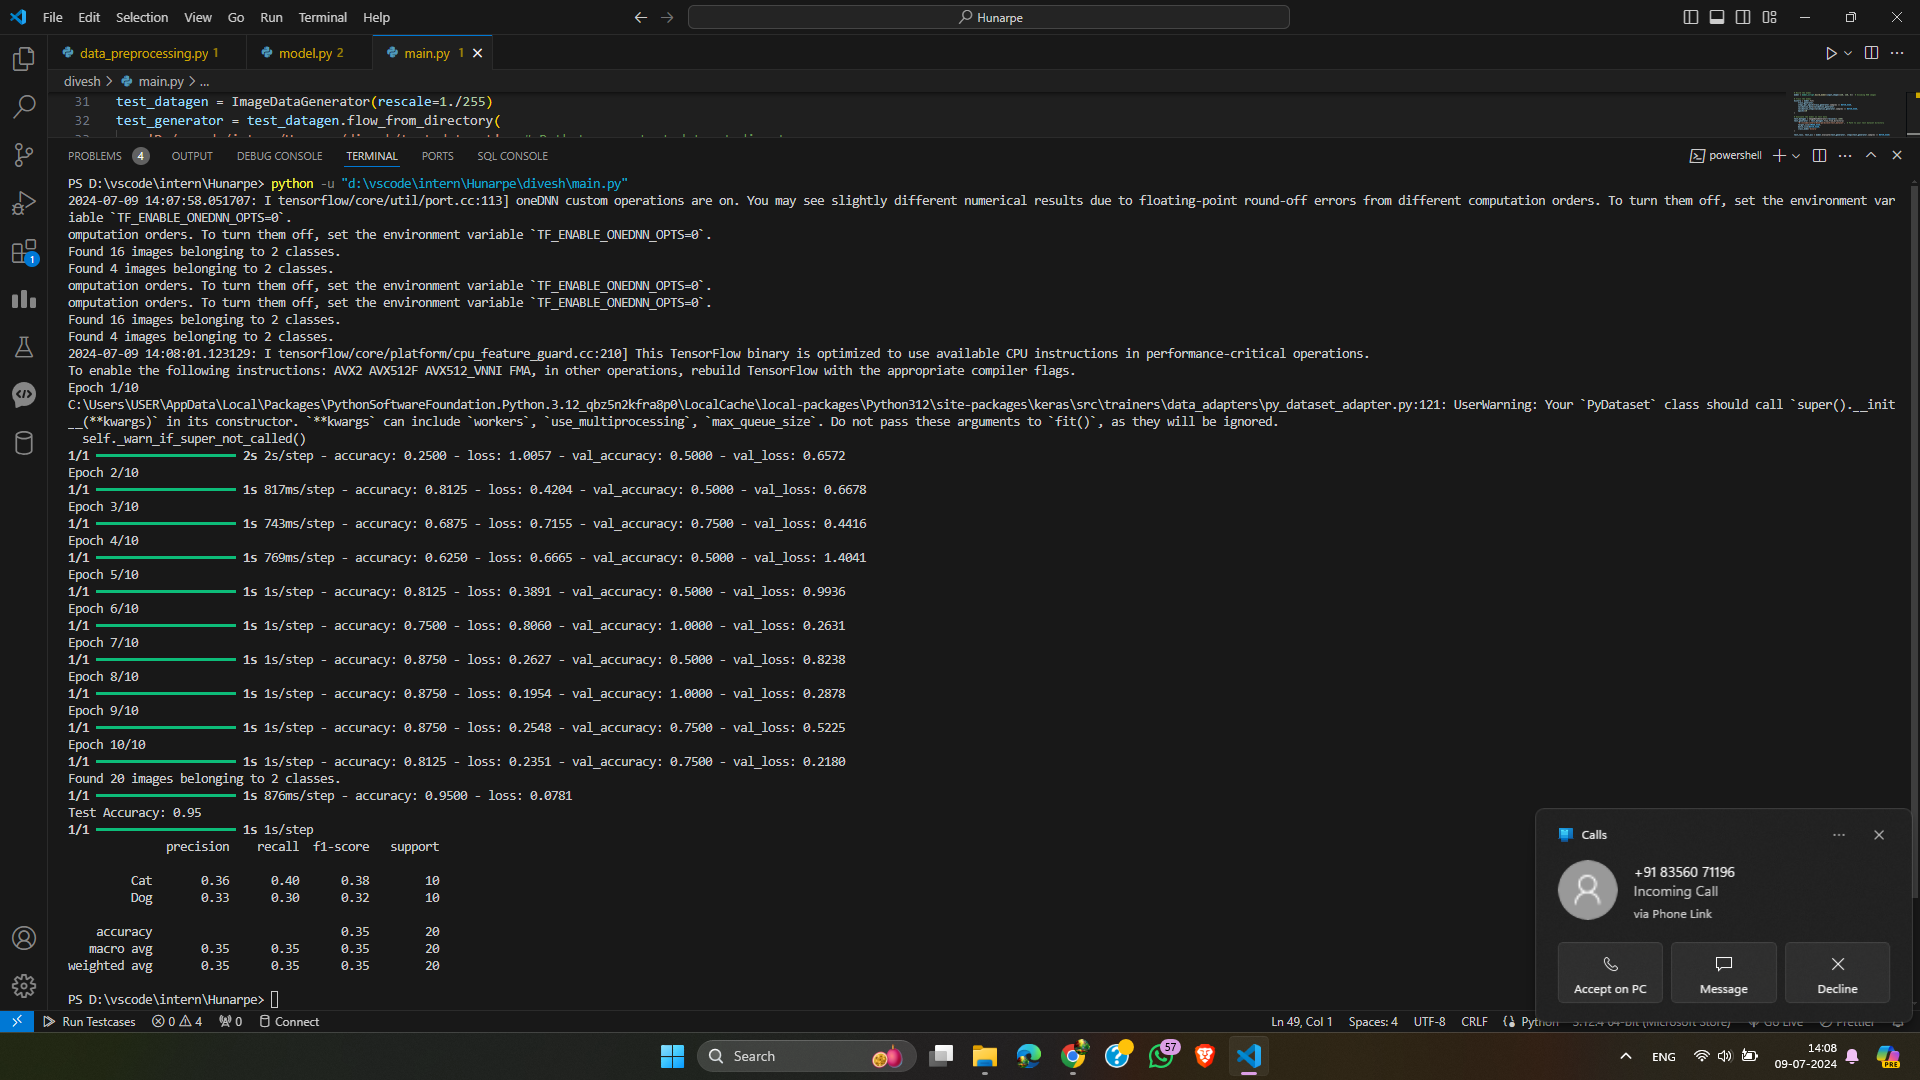 File Edit Selection View Go Run Terminal Help
Hunarpe
data_preprocessing.py 1
model.py 2
main.py 1
divesh > main.py > ...
31 test_datagen = ImageDataGenerator(rescale=1./255)
32 test_generator = test_datagen.flow_from_directory(
PROBLEMS 4 OUTPUT DEBUG CONSOLE TERMINAL PORTS SQL CONSOLE
powershell
PS D:\vscode\intern\Hunarpe> python -u "d:\vscode\intern\Hunarpe\divesh\main.py"
2024-07-09 14:07:58.051707: I tensorflow/core/util/port.cc:113] oneDNN custom operations are on. You may see slightly different numerical results due to floating-point round-off errors from different computation orders. To turn them off, set the environment var
iable `TF_ENABLE_ONEDNN_OPTS=0`.
omputation orders. To turn them off, set the environment variable `TF_ENABLE_ONEDNN_OPTS=0`.
Found 16 images belonging to 2 classes.
Found 4 images belonging to 2 classes.
omputation orders. To turn them off, set the environment variable `TF_ENABLE_ONEDNN_OPTS=0`.
omputation orders. To turn them off, set the environment variable `TF_ENABLE_ONEDNN_OPTS=0`.
Found 16 images belonging to 2 classes.
Found 4 images belonging to 2 classes.
2024-07-09 14:08:01.123129: I tensorflow/core/platform/cpu_feature_guard.cc:210] This TensorFlow binary is optimized to use available CPU instructions in performance-critical operations.
To enable the following instructions: AVX2 AVX512F AVX512_VNNI FMA, in other operations, rebuild TensorFlow with the appropriate compiler flags.
Epoch 1/10
C:\Users\USER\AppData\Local\Packages\PythonSoftwareFoundation.Python.3.12_qbz5n2kfra8p0\LocalCache\local-packages\Python312\site-packages\keras\src\trainers\data_adapters\py_dataset_adapter.py:121: UserWarning: Your `PyDataset` class should call `super().__init
__(**kwargs)` in its constructor. `**kwargs` can include `workers`, `use_multiprocessing`, `max_queue_size`. Do not pass these arguments to `fit()`, as they will be ignored.
self._warn_if_super_not_called()
1/1 2s 2s/step - accuracy: 0.2500 - loss: 1.0057 - val_accuracy: 0.5000 - val_loss: 0.6572
Epoch 2/10
1/1 1s 817ms/step - accuracy: 0.8125 - loss: 0.4204 - val_accuracy: 0.5000 - val_loss: 0.6678
Epoch 3/10
1/1 1s 743ms/step - accuracy: 0.6875 - loss: 0.7155 - val_accuracy: 0.7500 - val_loss: 0.4416
Epoch 4/10
1/1 1s 769ms/step - accuracy: 0.6250 - loss: 0.6665 - val_accuracy: 0.5000 - val_loss: 1.4041
Epoch 5/10
1/1 1s 1s/step - accuracy: 0.8125 - loss: 0.3891 - val_accuracy: 0.5000 - val_loss: 0.9936
Epoch 6/10
1/1 1s 1s/step - accuracy: 0.7500 - loss: 0.8060 - val_accuracy: 1.0000 - val_loss: 0.2631
Epoch 7/10
1/1 1s 1s/step - accuracy: 0.8750 - loss: 0.2627 - val_accuracy: 0.5000 - val_loss: 0.8238
Epoch 8/10
1/1 1s 1s/step - accuracy: 0.8750 - loss: 0.1954 - val_accuracy: 1.0000 - val_loss: 0.2878
Epoch 9/10
1/1 1s 1s/step - accuracy: 0.8750 - loss: 0.2548 - val_accuracy: 0.7500 - val_loss: 0.5225
Epoch 10/10
1/1 1s 1s/step - accuracy: 0.8125 - loss: 0.2351 - val_accuracy: 0.7500 - val_loss: 0.2180
Found 20 images belonging to 2 classes.
1/1 1s 876ms/step - accuracy: 0.9500 - loss: 0.0781
Test Accuracy: 0.95
1/1 1s 1s/step
precision recall f1-score support
Cat 0.36 0.40 0.38 10
Dog 0.33 0.30 0.32 10
accuracy 0.35 20
macro avg 0.35 0.35 0.35 20
weighted avg 0.35 0.35 0.35 20
PS D:\vscode\intern\Hunarpe>
Calls
+91 83560 71196
Incoming Call
via Phone Link
Accept on PC
Message
Decline
1
Run Testcases 0 4 0 Connect
Ln 49, Col 1 Spaces: 4 UTF-8 CRLF Python 3.12.4 64-bit (Microsoft Store) Go Live Prettier
Search
57
ENG
14:08
09-07-2024
PRE